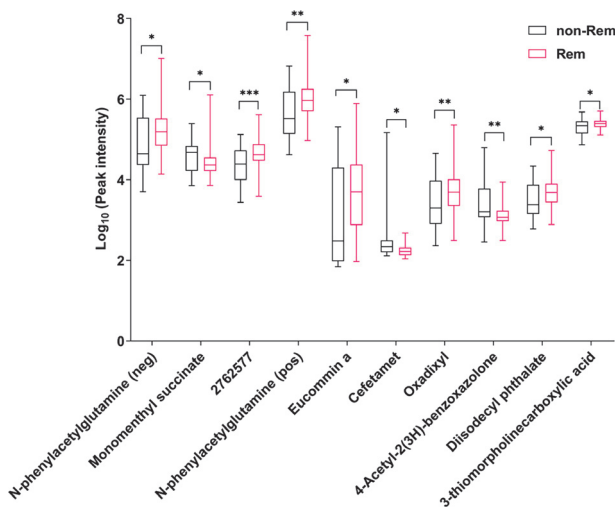 non-Rem
Rem
Log10 (Peak intensity)
8
6
4
2
0
*
*
***
**
*
*
**
**
*
*
N-phenylacetylglutamine (neg)
Monomenthyl succinate
2762577
N-phenylacetylglutamine (pos)
Eucommin a
Cefetamet
Oxadixyl
4-Acetyl-2(3H)-benzoxazolone
Diisodecyl phthalate
3-thiomorpholinecarboxylic acid